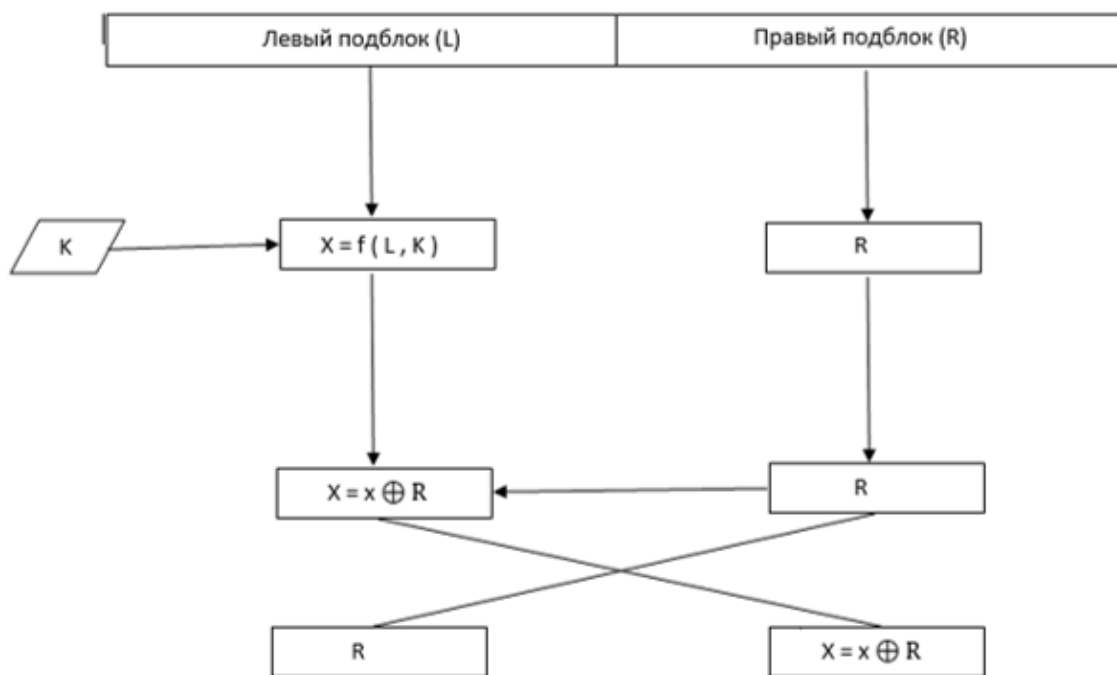 Левый подблок (L)
Правый подблок (R)
K
X = f ( L , K )
R
X = x ⊕ R
R
R
X = x ⊕ R